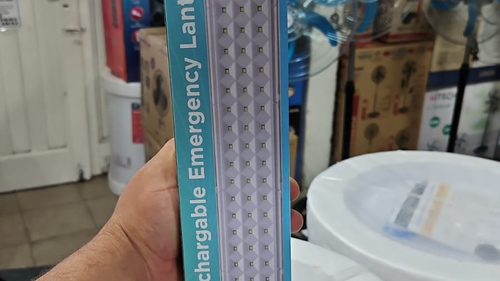 chargable Emergency Lant